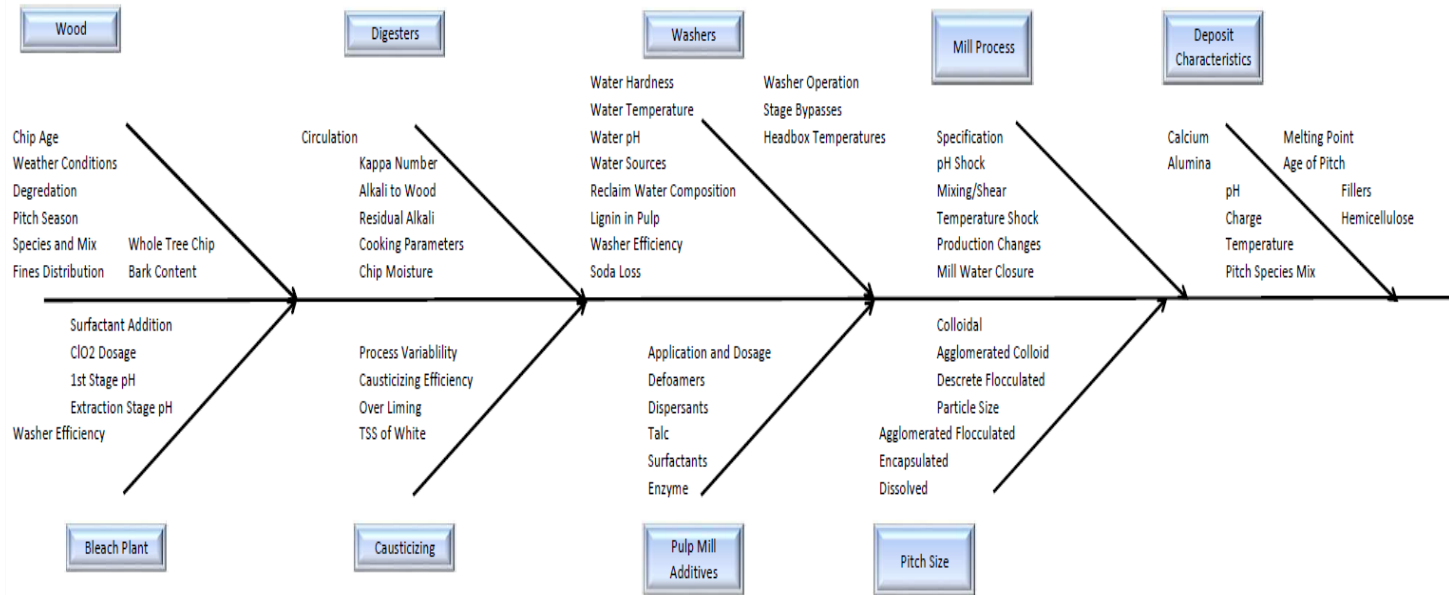 Wood
Digesters
Washers
Mill Process
Deposit
Characteristics
Chip Age
Weather Conditions
Degredation
Pitch Season
Species and Mix
Fines Distribution
Whole Tree Chip
Bark Content
Circulation
Kappa Number
Alkali to Wood
Residual Alkali
Cooking Parameters
Chip Moisture
Water Hardness
Water Temperature
Water pH
Water Sources
Reclaim Water Composition
Lignin in Pulp
Washer Efficiency
Soda Loss
Washer Operation
Stage Bypasses
Headbox Temperatures
Specification
pH Shock
Mixing/Shear
Temperature Shock
Production Changes
Mill Water Closure
Calcium
Alumina
pH
Charge
Temperature
Pitch Species Mix
Melting Point
Age of Pitch
Fillers
Hemicellulose
Surfactant Addition
ClO2 Dosage
1st Stage pH
Extraction Stage pH
Washer Efficiency
Process Variablility
Causticizing Efficiency
Over Liming
TSS of White
Application and Dosage
Defoamers
Dispersants
Talc
Surfactants
Enzyme
Colloidal
Agglomerated Colloid
Descrete Flocculated
Particle Size
Agglomerated Flocculated
Encapsulated
Dissolved
Bleach Plant
Causticizing
Pulp Mill
Additives
Pitch Size